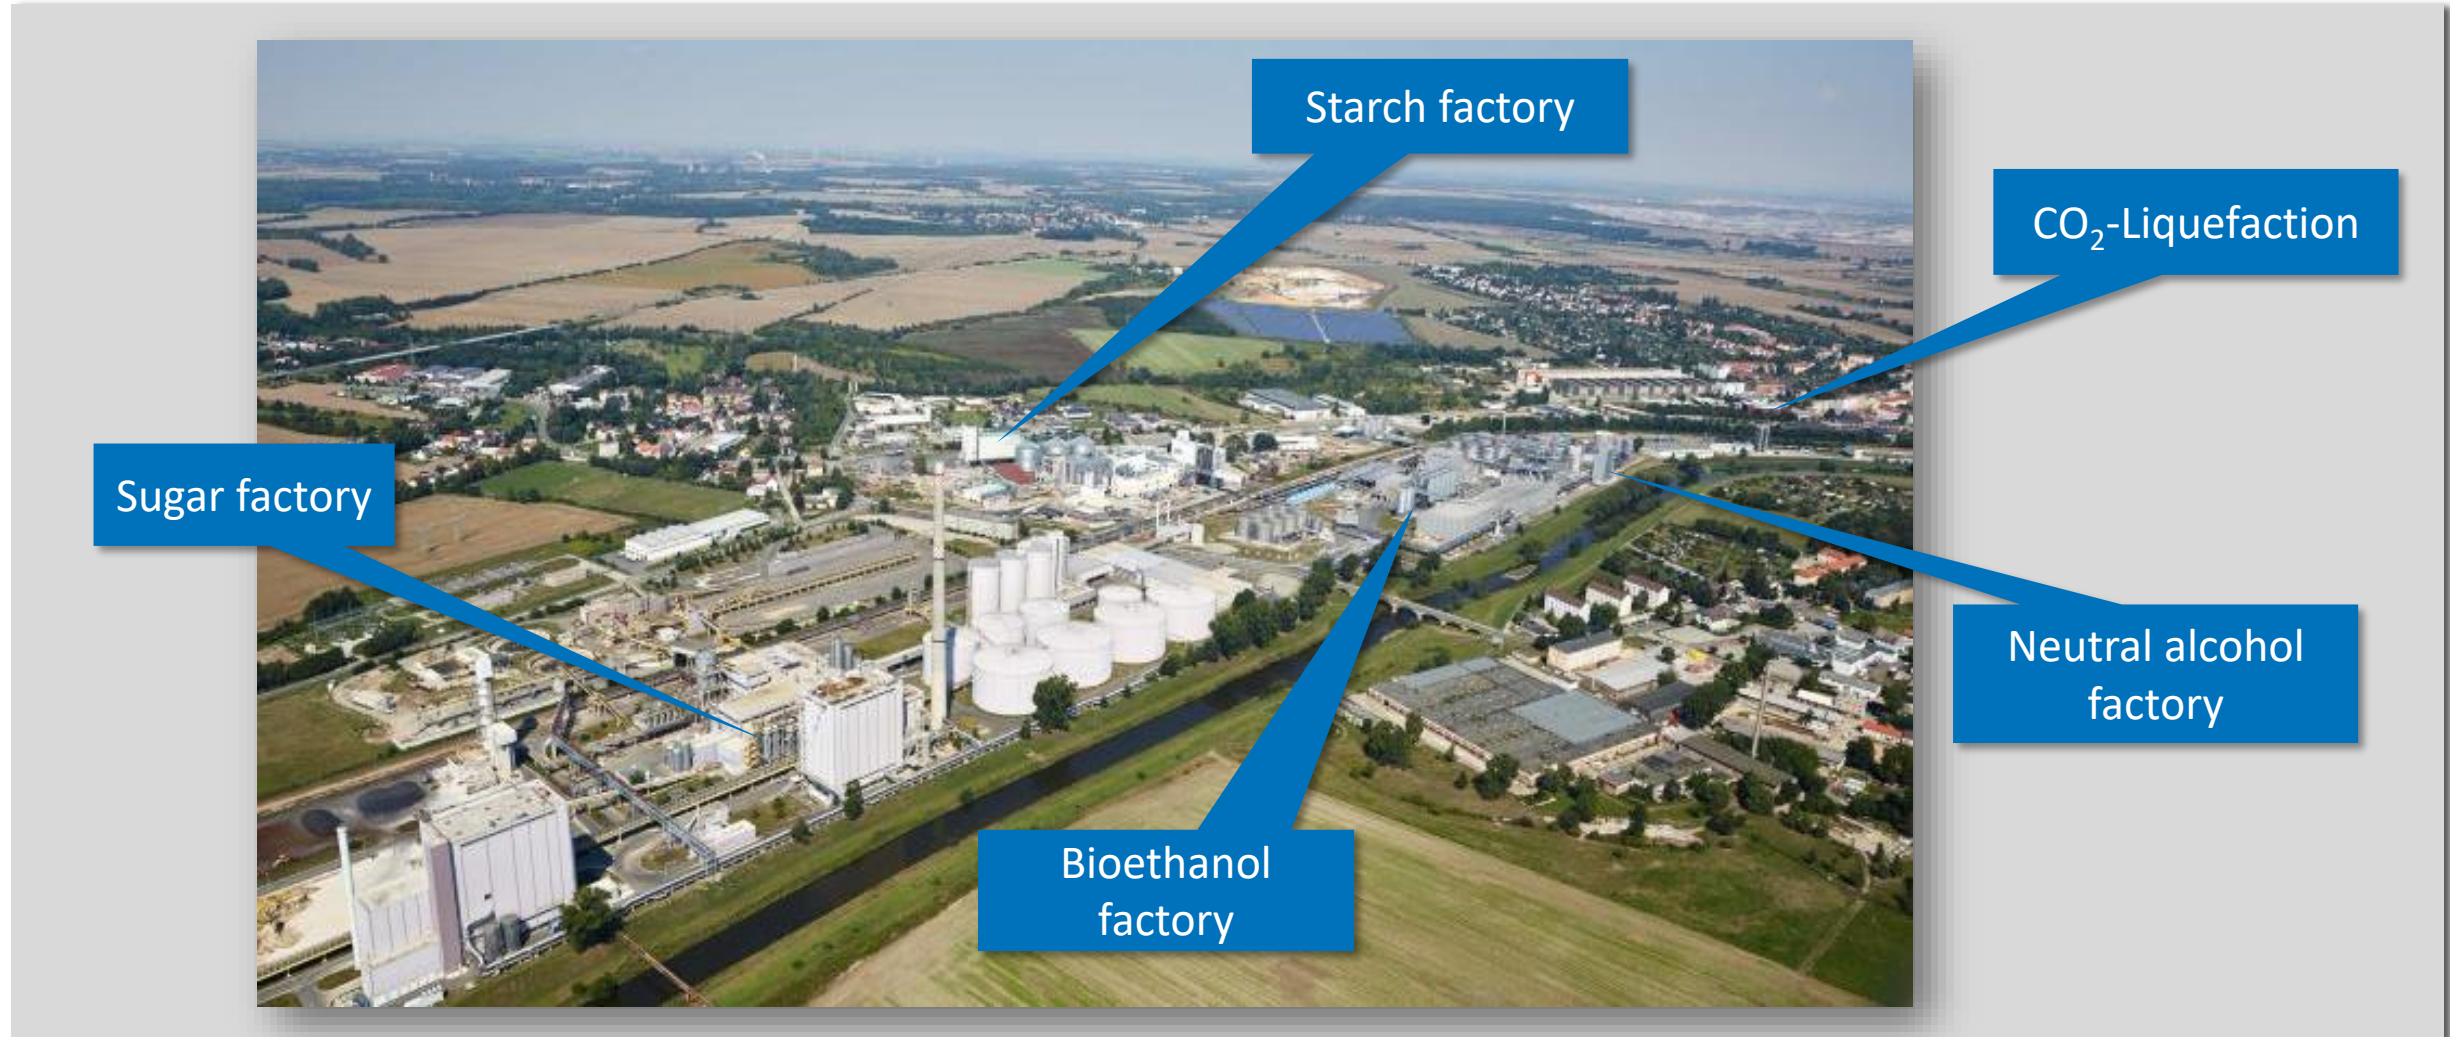 Starch factory
CO₂-Liquefaction
Sugar factory
Neutral alcohol
factory
Bioethanol
factory